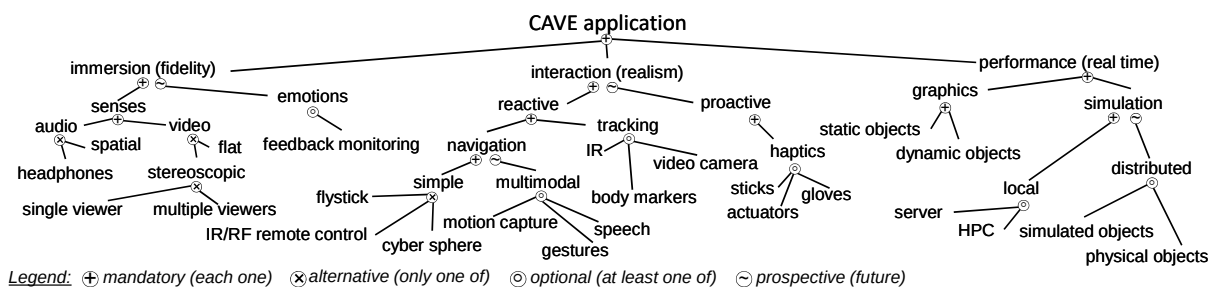 CAVE application
immersion (fidelity)
interaction (realism)
performance (real time)
senses
emotions
reactive
proactive
graphics
simulation
audio
video
feedback monitoring
navigation
tracking
haptics
static objects
dynamic objects
headphones
spatial
stereoscopic
flat
simple
multimodal
IR
body markers
video camera
sticks
actuators
gloves
local
distributed
single viewer
multiple viewers
flystick
IR/RF remote control
cyber sphere
motion capture
gestures
speech
server
HPC
simulated objects
physical objects
Legend: + mandatory (each one) × alternative (only one of) ⊚ optional (at least one of) ~ prospective (future)